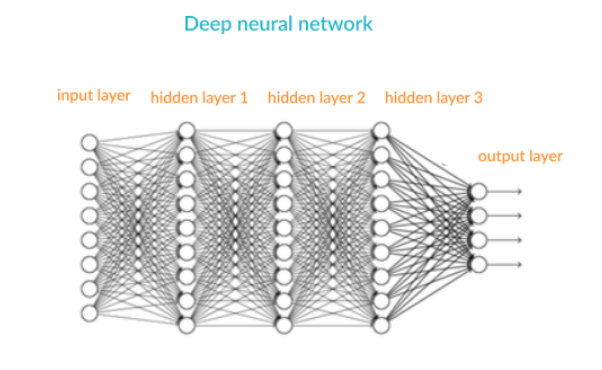 Deep neural network
input layer
hidden layer 1
hidden layer 2
hidden layer 3
output layer